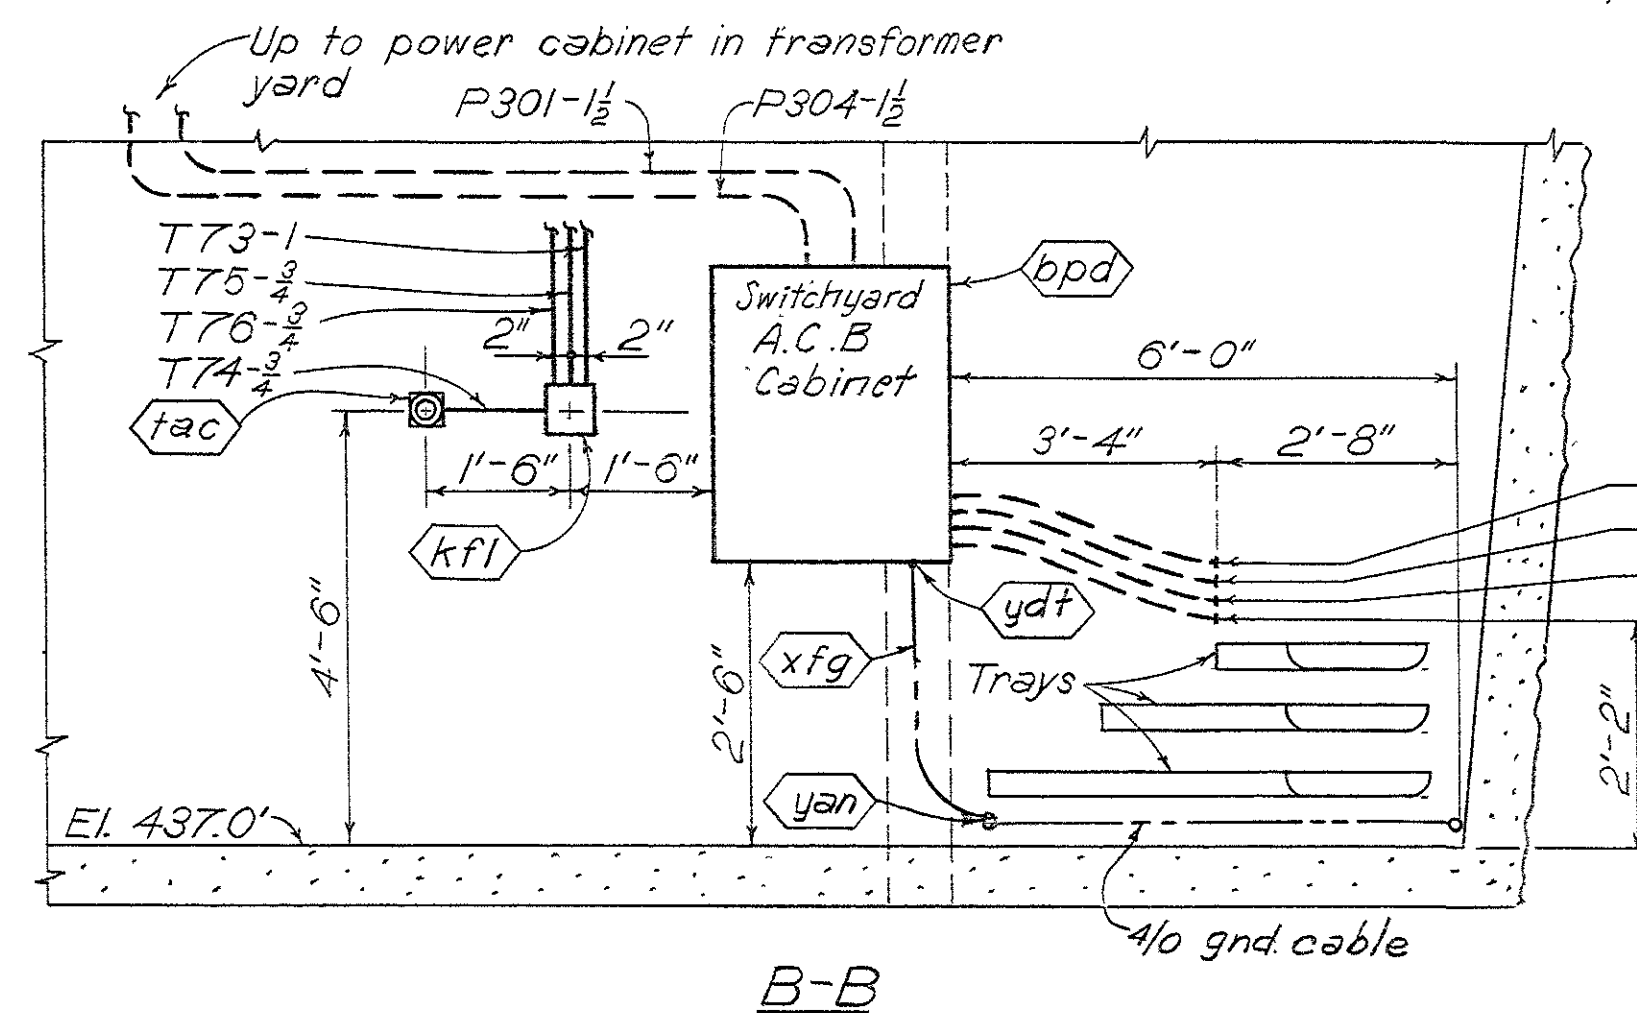 Up to power cabinet in transformer
yard
P301-1½
P304-1½
T73-1
T75-¾
T76-¾
T74-¾
2"
2"
tac
kfl
1'-6"
1'-6"
4'-6"
Switchyard
A.C.B
Cabinet
bpd
6'-0"
3'-4"
2'-8"
ydt
xfg
2'-6"
Trays
yan
2'-2"
El. 437.0'
4/0 gnd. cable
B-B